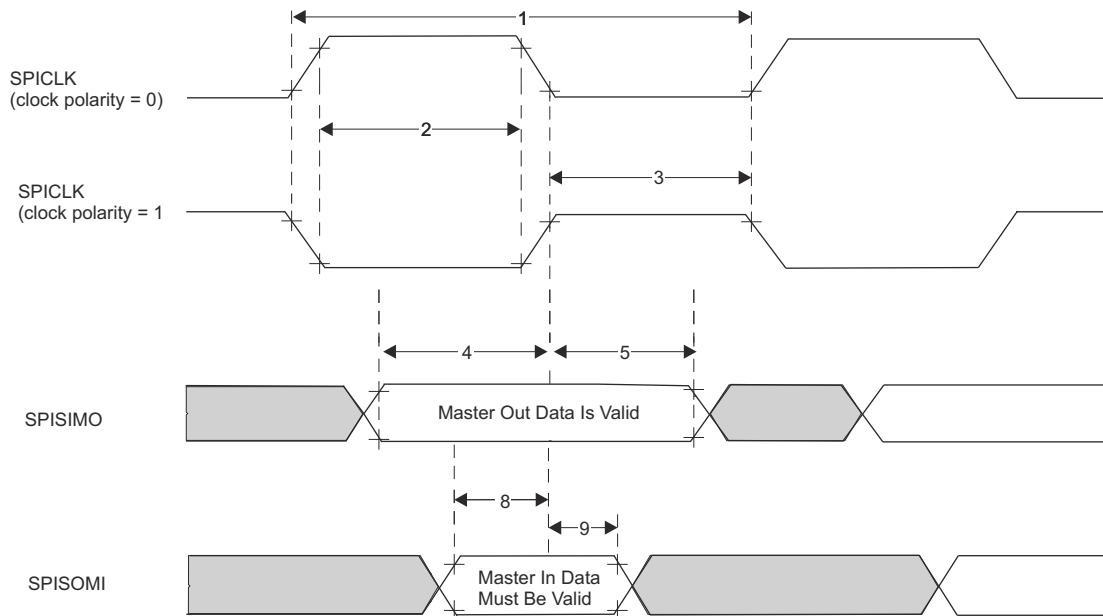 1
SPICLK
(clock polarity = 0)
2
3
SPICLK
(clock polarity = 1
4
5
SPISIMO
Master Out Data Is Valid
8
9
SPISOMI
Master In Data
Must Be Valid